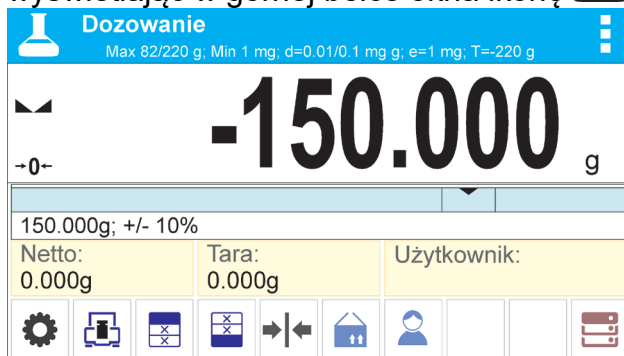 Dozowanie
Max 82/220 g; Min 1 mg; d=0.01/0.1 mg g; e=1 mg; T=-220 g
-150.000 g
→0←
150.000g; +/- 10%
Netto: Tara: Użytkownik:
0.000g 0.000g